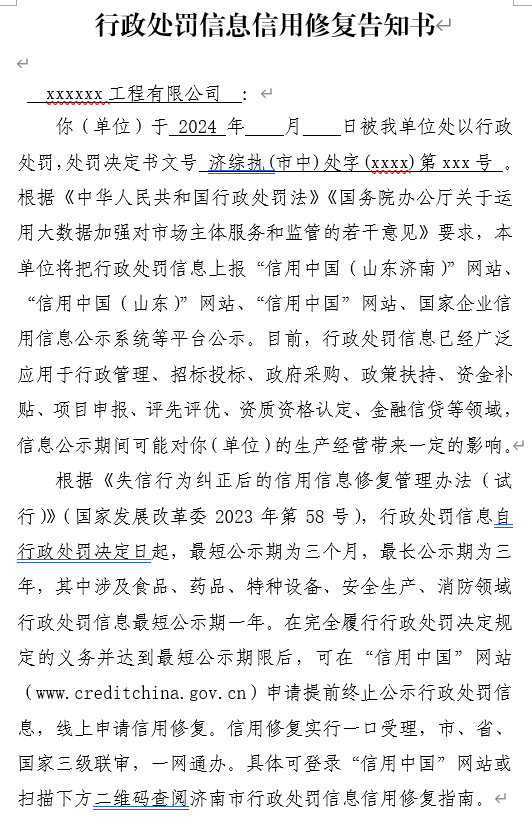 行政处罚信息信用修复告知书
xxxxxx工程有限公司 ：
你（单位）于 2024 年 月 日被我单位处以行政
处罚，处罚决定书文号 济综执(市中)处字(xxxx)第xxx号 。
根据《中华人民共和国行政处罚法》《国务院办公厅关于运
用大数据加强对市场主体服务和监管的若干意见》要求，本
单位将把行政处罚信息上报“信用中国（山东济南）”网站、
“信用中国（山东）”网站、“信用中国”网站、国家企业信
用信息公示系统等平台公示。目前，行政处罚信息已经广泛
应用于行政管理、招标投标、政府采购、政策扶持、资金补
贴、项目申报、评先评优、资质资格认定、金融信贷等领域，
信息公示期间可能对你(单位)的生产经营带来一定的影响。
根据《失信行为纠正后的信用信息修复管理办法（试
行）》（国家发展改革委 2023 年第 58 号），行政处罚信息自
行政处罚决定日起，最短公示期为三个月，最长公示期为三
年，其中涉及食品、药品、特种设备、安全生产、消防领域
行政处罚信息最短公示期一年。在完全履行行政处罚决定规
定的义务并达到最短公示期限后，可在“信用中国”网站
（www.creditchina.gov.cn）申请提前终止公示行政处罚信
息，线上申请信用修复。信用修复实行一口受理，市、省、
国家三级联审，一网通办。具体可登录“信用中国”网站或
扫描下方二维码查阅济南市行政处罚信息信用修复指南。